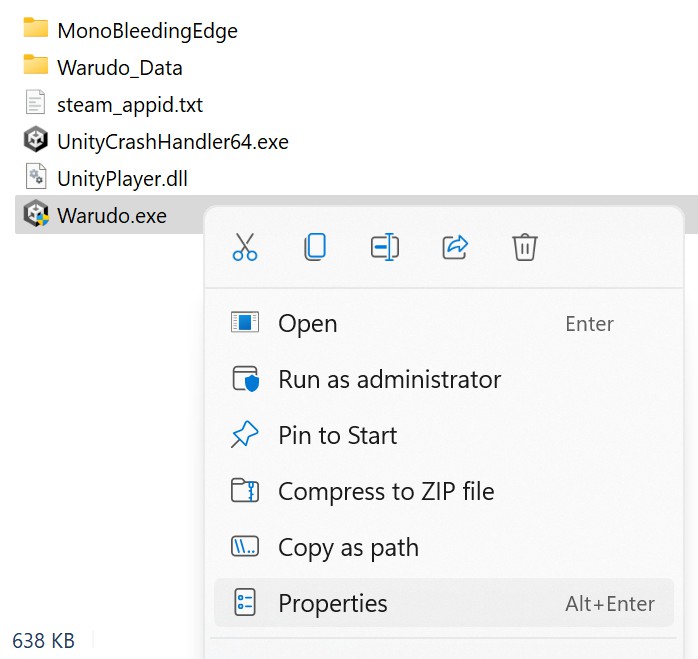 MonoBleedingEdge
Warudo_Data
steam_appid.txt
UnityCrashHandler64.exe
UnityPlayer.dll
Warudo.exe
Open Enter
Run as administrator
Pin to Start
Compress to ZIP file
Copy as path
Properties Alt+Enter
638 KB